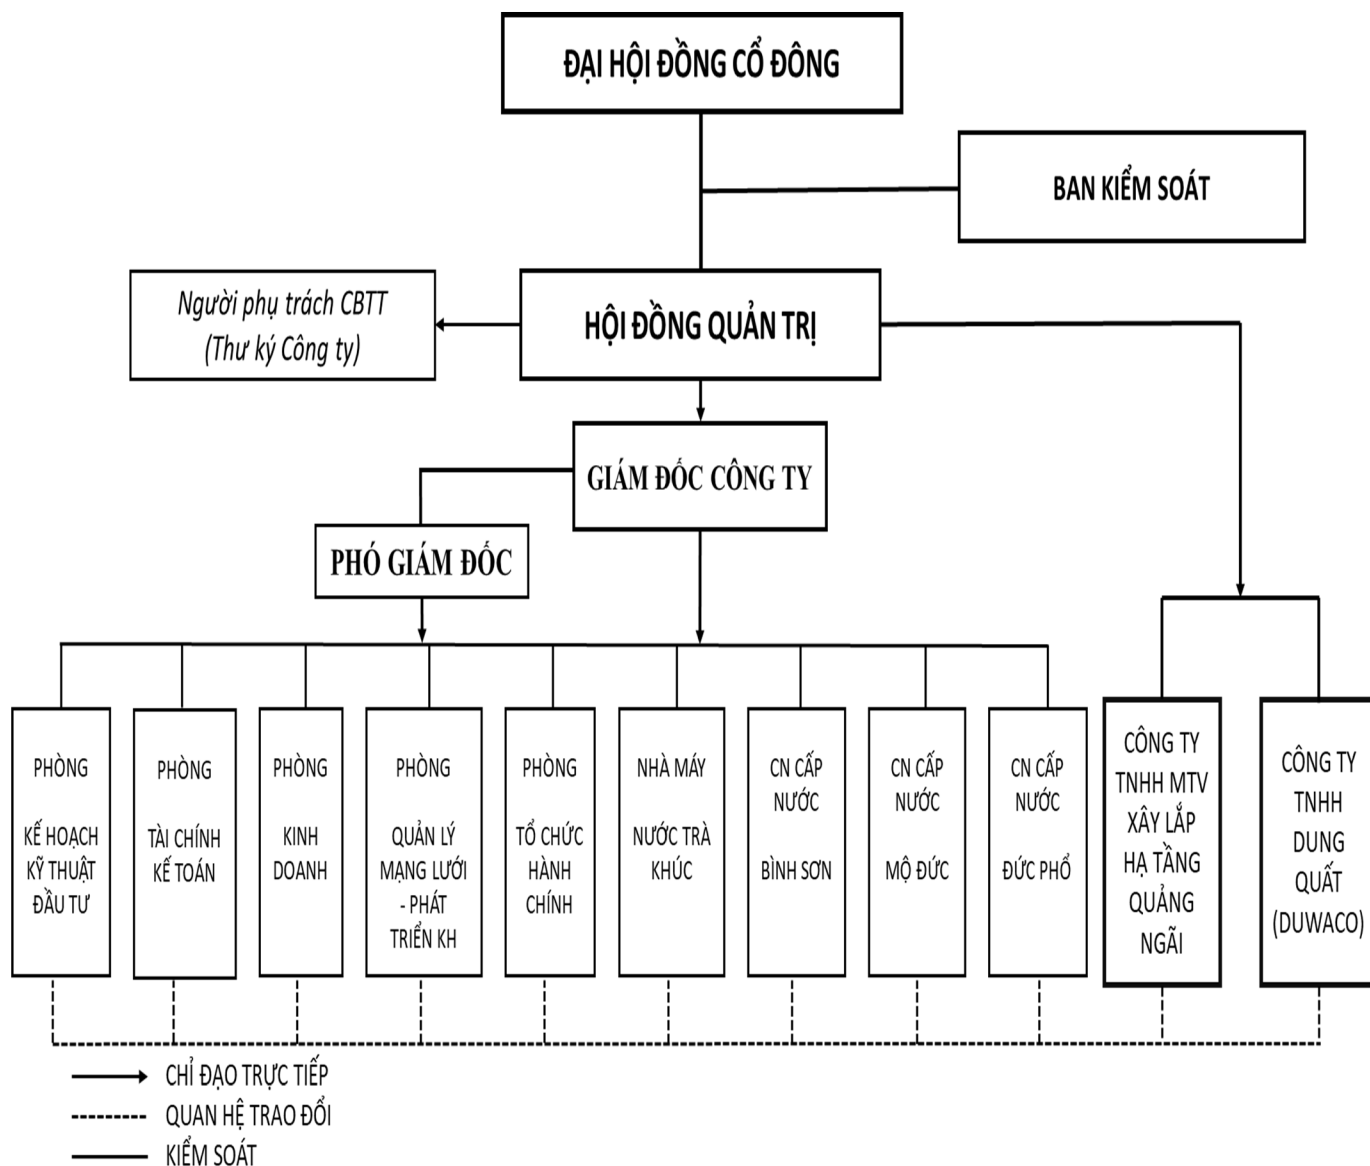 ĐẠI HỘI ĐỒNG CỔ ĐÔNG
BAN KIỂM SOÁT
Người phụ trách CBTT
(Thư ký Công ty)
HỘI ĐỒNG QUẢN TRỊ
GIÁM ĐỐC CÔNG TY
PHÓ GIÁM ĐỐC
PHÒNG
KẾ HOẠCH
KỸ THUẬT
ĐẦU TƯ
PHÒNG
TÀI CHÍNH
KẾ TOÁN
PHÒNG
KINH
DOANH
PHÒNG
QUẢN LÝ
MẠNG LƯỚI
- PHÁT
TRIỂN KH
PHÒNG
TỔ CHỨC
HÀNH
CHÍNH
NHÀ MÁY
NƯỚC TRÀ
KHÚC
CN CẤP
NƯỚC
BÌNH SƠN
CN CẤP
NƯỚC
MỘ ĐỨC
CN CẤP
NƯỚC
ĐỨC PHỔ
CÔNG TY
TNHH MTV
XÂY LẮP
HẠ TẦNG
QUẢNG
NGÃI
CÔNG TY
TNHH
DUNG
QUẤT
(DUWACO)
CHỈ ĐẠO TRỰC TIẾP
QUAN HỆ TRAO ĐỔI
KIỂM SOÁT